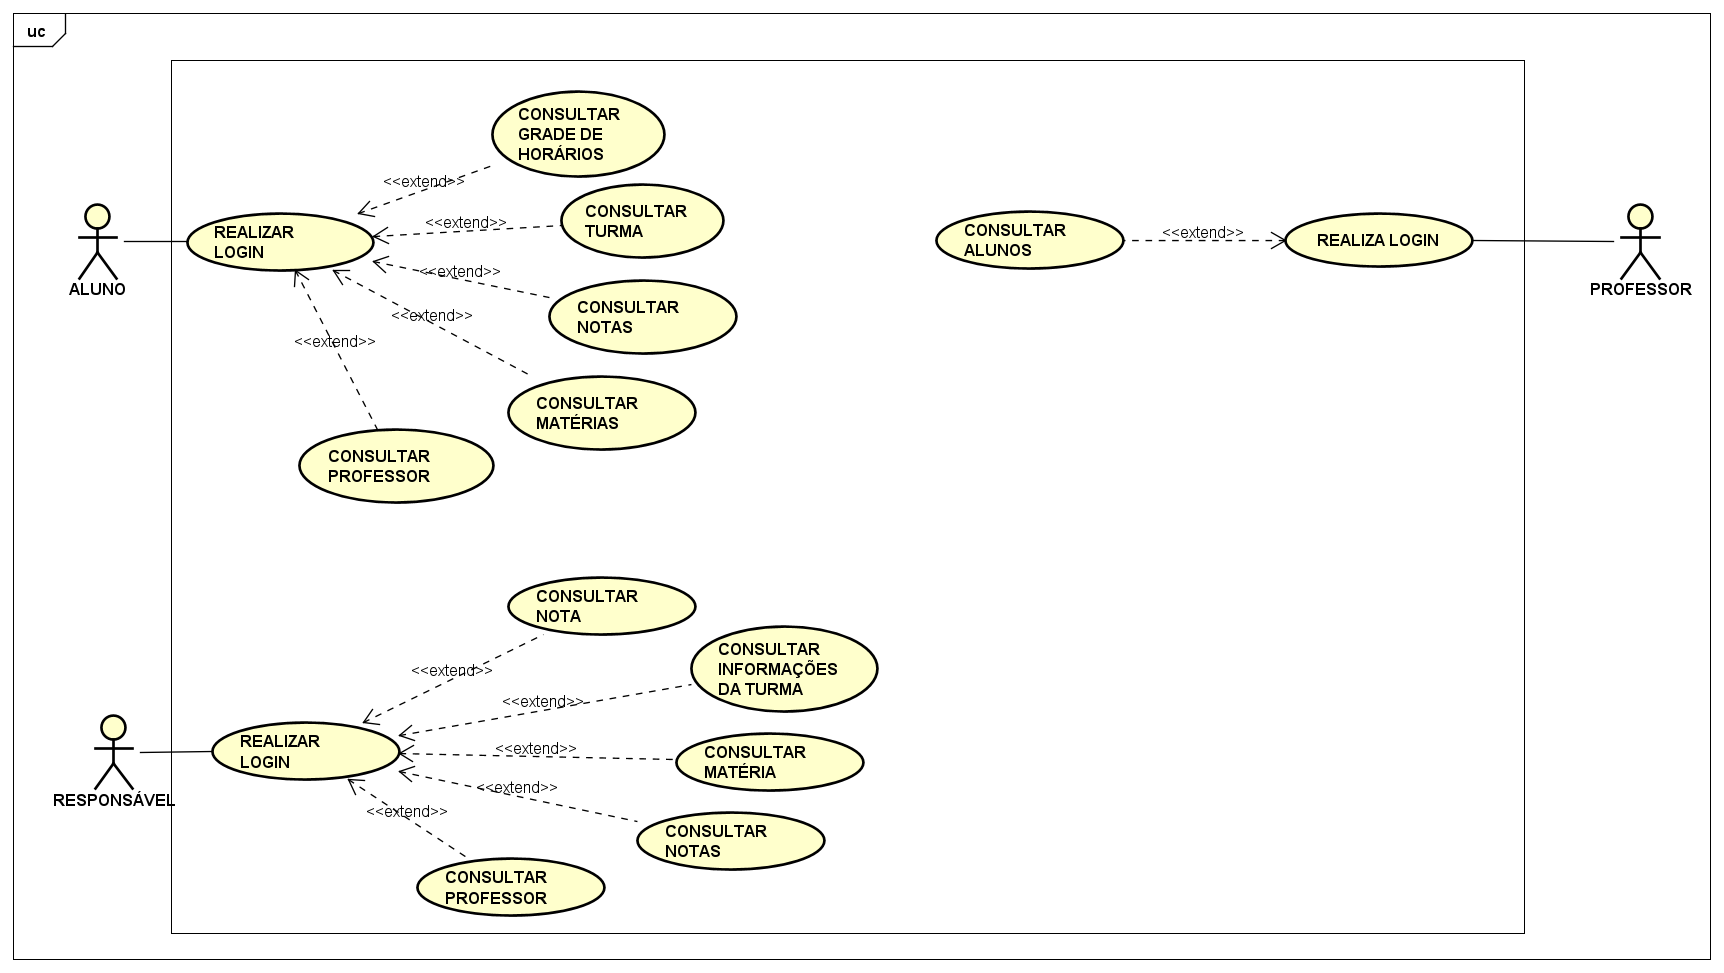 uc
CONSULTAR
GRADE DE
HORÁRIOS
<<extend>>
CONSULTAR
TURMA
<<extend>>
REALIZAR
LOGIN
ALUNO
<<extend>>
CONSULTAR
NOTAS
<<extend>>
<<extend>>
CONSULTAR
MATÉRIAS
CONSULTAR
PROFESSOR
CONSULTAR
ALUNOS
<<extend>>
REALIZA LOGIN
PROFESSOR
CONSULTAR
NOTA
<<extend>>
CONSULTAR
INFORMAÇÕES
DA TURMA
<<extend>>
REALIZAR
LOGIN
RESPONSÁVEL
<<extend>>
CONSULTAR
MATÉRIA
<<extend>>
<<extend>>
CONSULTAR
NOTAS
CONSULTAR
PROFESSOR